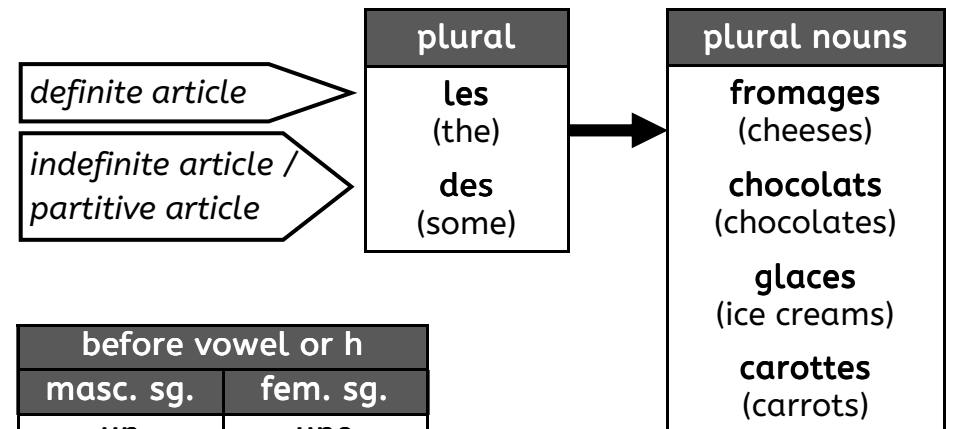 definite article
indefinite article /
partitive article
plural
les
(the)
des
(some)
plural nouns
fromages
(cheeses)
chocolats
(chocolates)
glaces
(ice creams)
carottes
(carrots)
before vowel or h
masc. sg.
fem. sg.